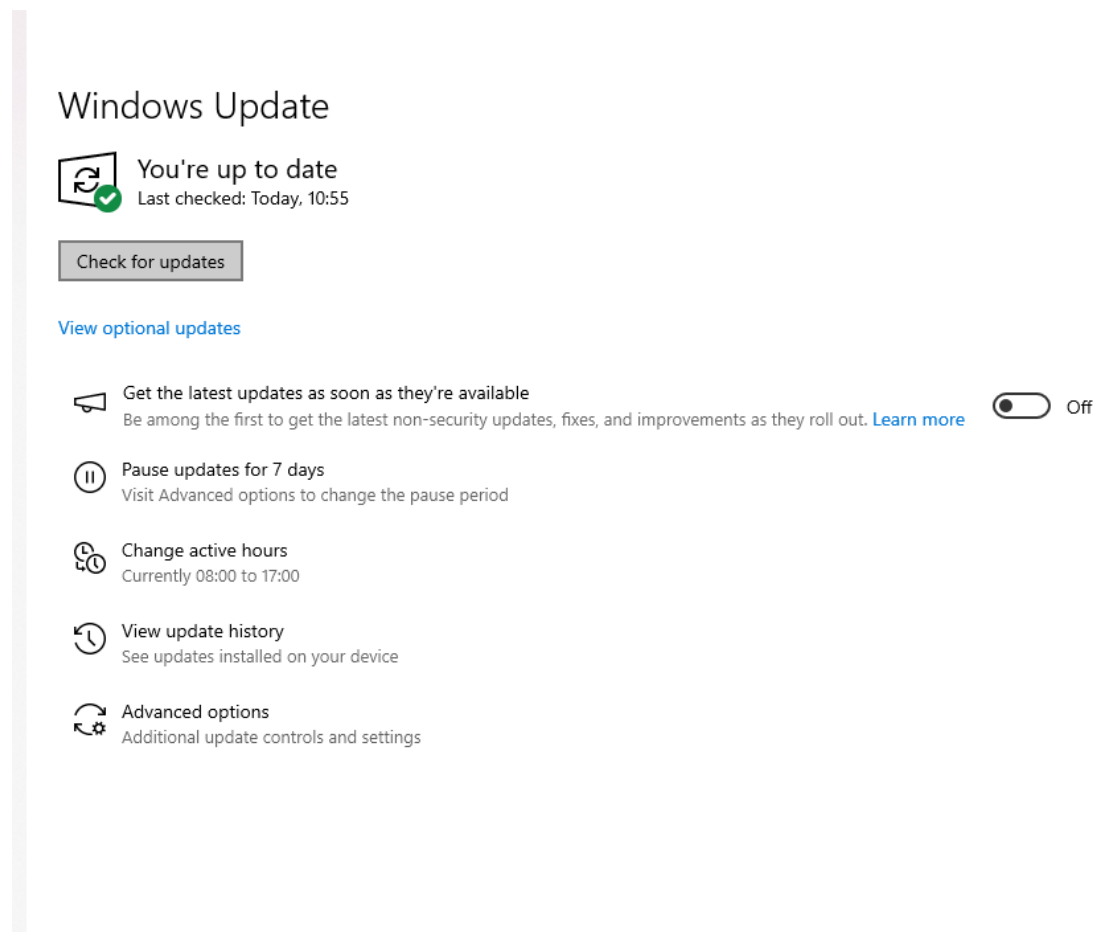 Windows Update
You're up to date
Last checked: Today, 10:55
Check for updates
View optional updates
Get the latest updates as soon as they're available
Be among the first to get the latest non-security updates, fixes, and improvements as they roll out. Learn more
Off
Pause updates for 7 days
Visit Advanced options to change the pause period
Change active hours
Currently 08:00 to 17:00
View update history
See updates installed on your device
Advanced options
Additional update controls and settings